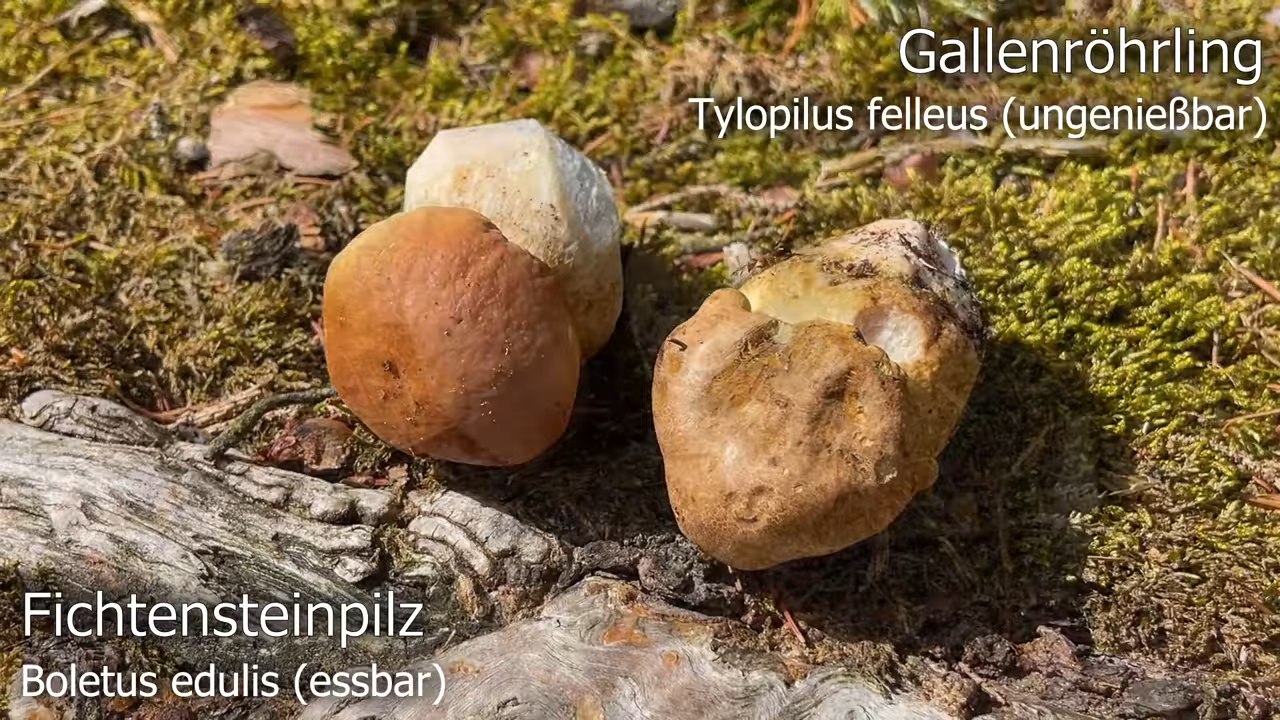 Gallenröhrling
Tylopilus felleus (ungenießbar)
Fichtensteinpilz
Boletus edulis (essbar)